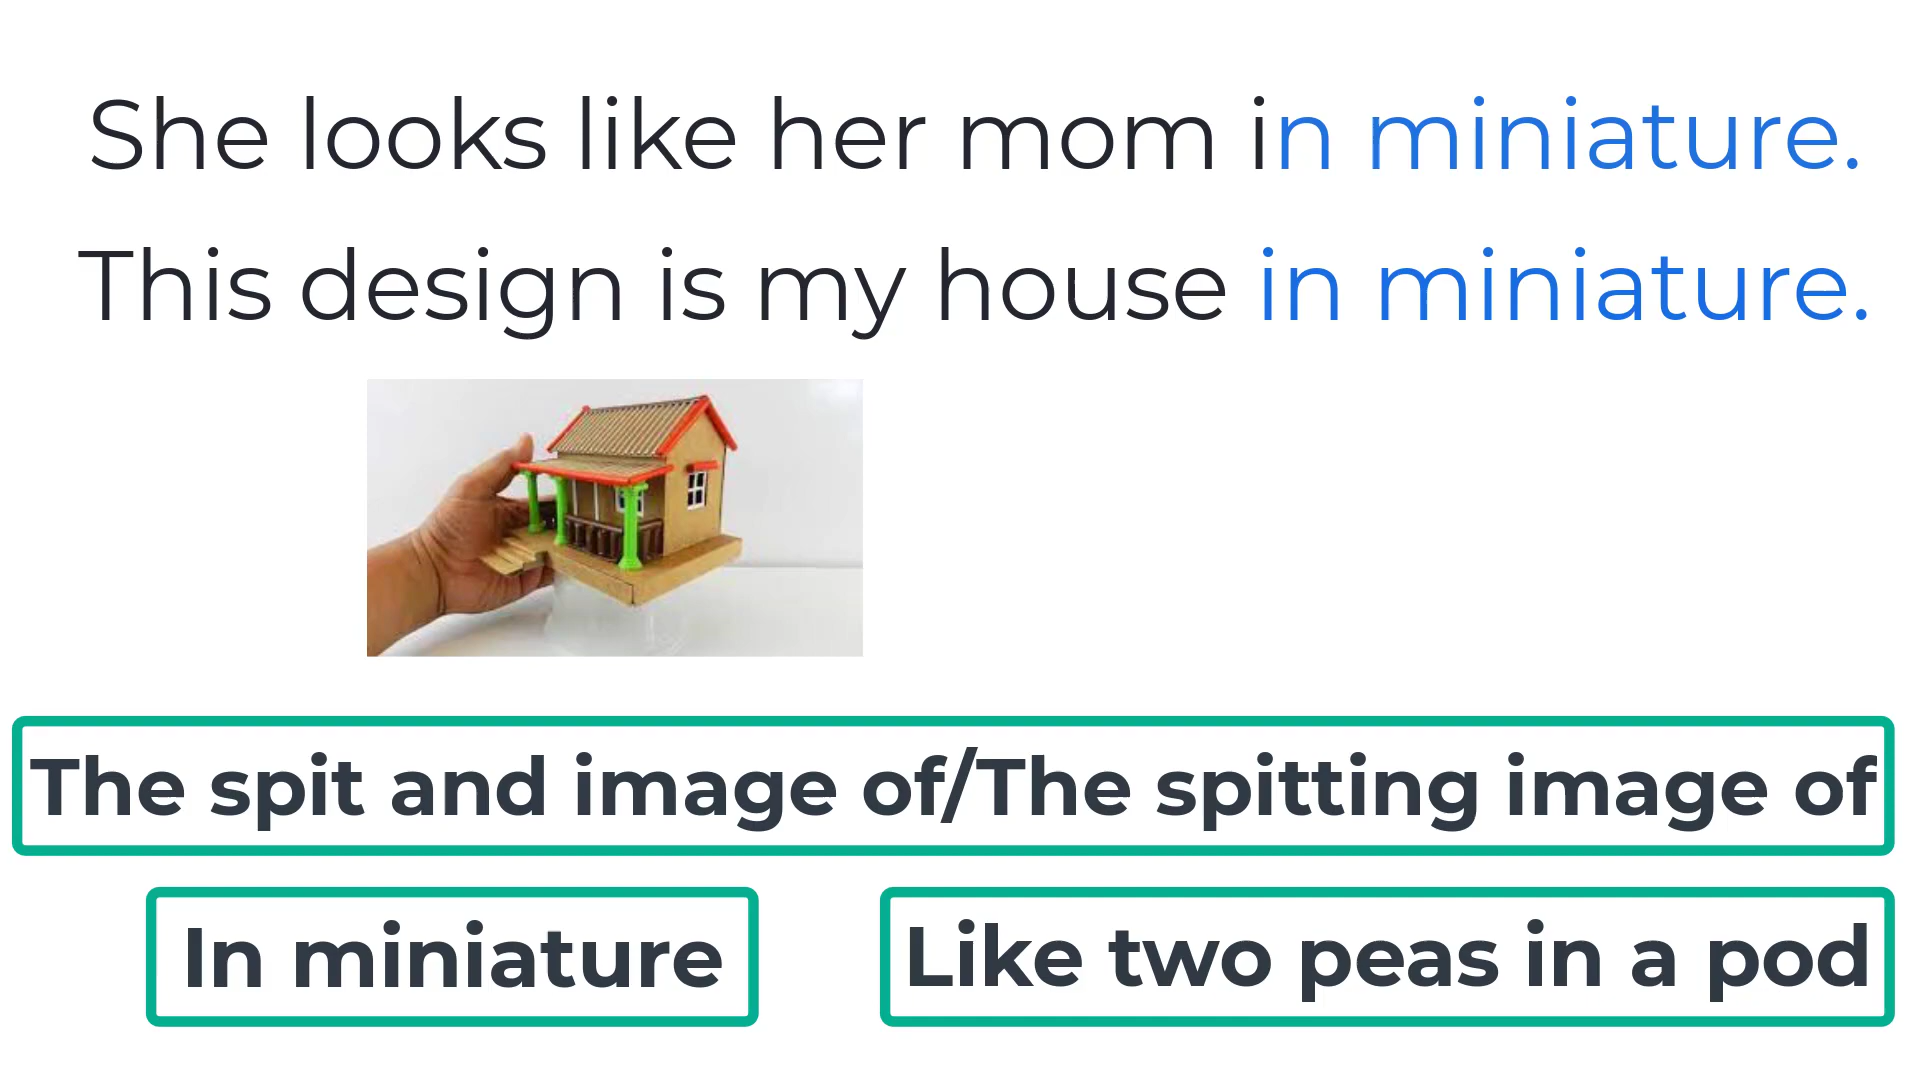 She looks like her mom in miniature.
This design is my house in miniature.
The spit and image of/The spitting image of
In miniature
Like two peas in a pod